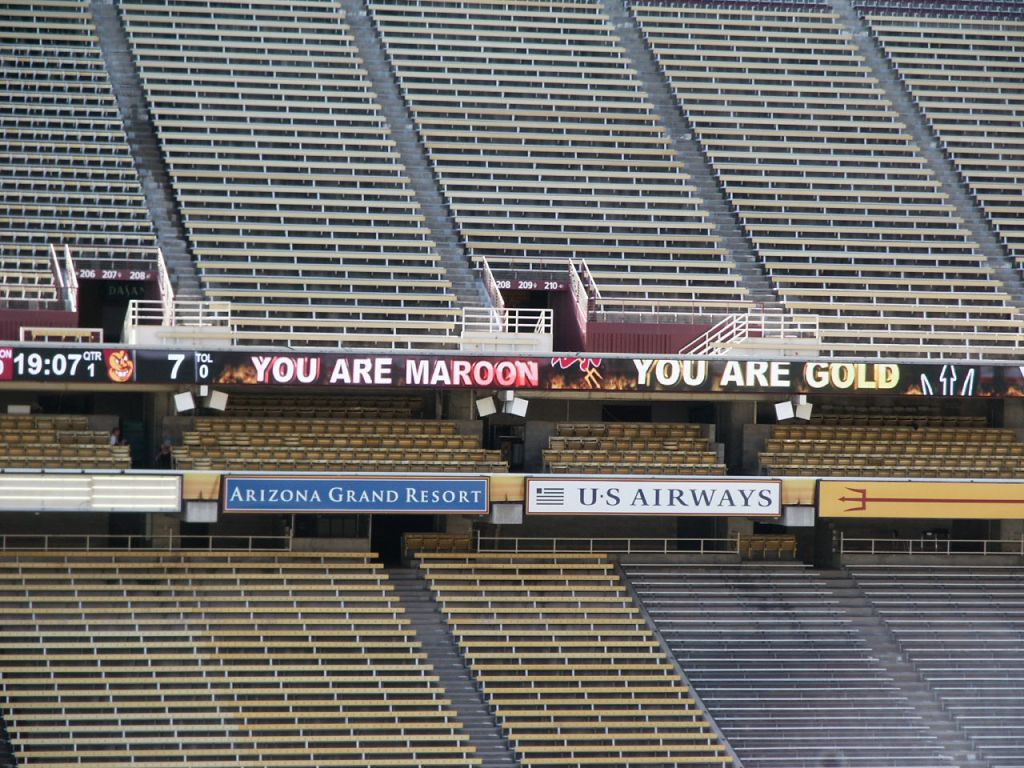 206 207 208
208 209 210
19:07 QTR 1 7 TOL 0 YOU ARE MAROON YOU ARE GOLD
ARIZONA GRAND RESORT
U·S AIRWAYS